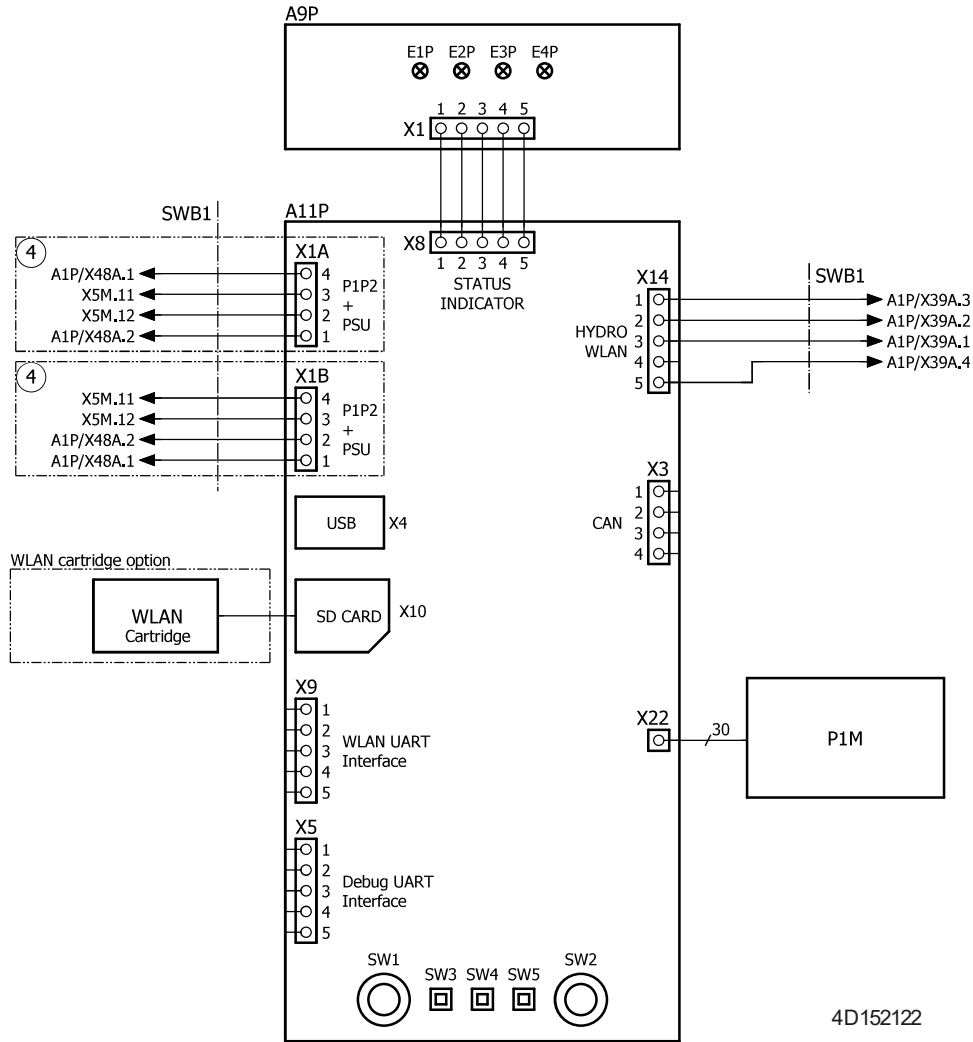 A9P
E1P E2P E3P E4P
1 2 3 4 5
X1
SWB1
A11P
X8
1 2 3 4 5
STATUS
INDICATOR
4
X1A
A1P/X48A.1
X5M.11
X5M.12
A1P/X48A.2
4
3
2
1
P1P2
+
PSU
4
X1B
X5M.11
X5M.12
A1P/X48A.2
A1P/X48A.1
4
3
2
1
P1P2
+
PSU
X14
SWB1
1
2
3
4
5
HYDRO
WLAN
A1P/X39A.3
A1P/X39A.2
A1P/X39A.1
A1P/X39A.4
X3
1
2
3
4
CAN
USB X4
WLAN cartridge option
WLAN
Cartridge
SD CARD X10
X9
1
2
3
4
5
WLAN UART
Interface
X22
30
P1M
X5
1
2
3
4
5
Debug UART
Interface
SW1 SW3 SW4 SW5 SW2
4D152122